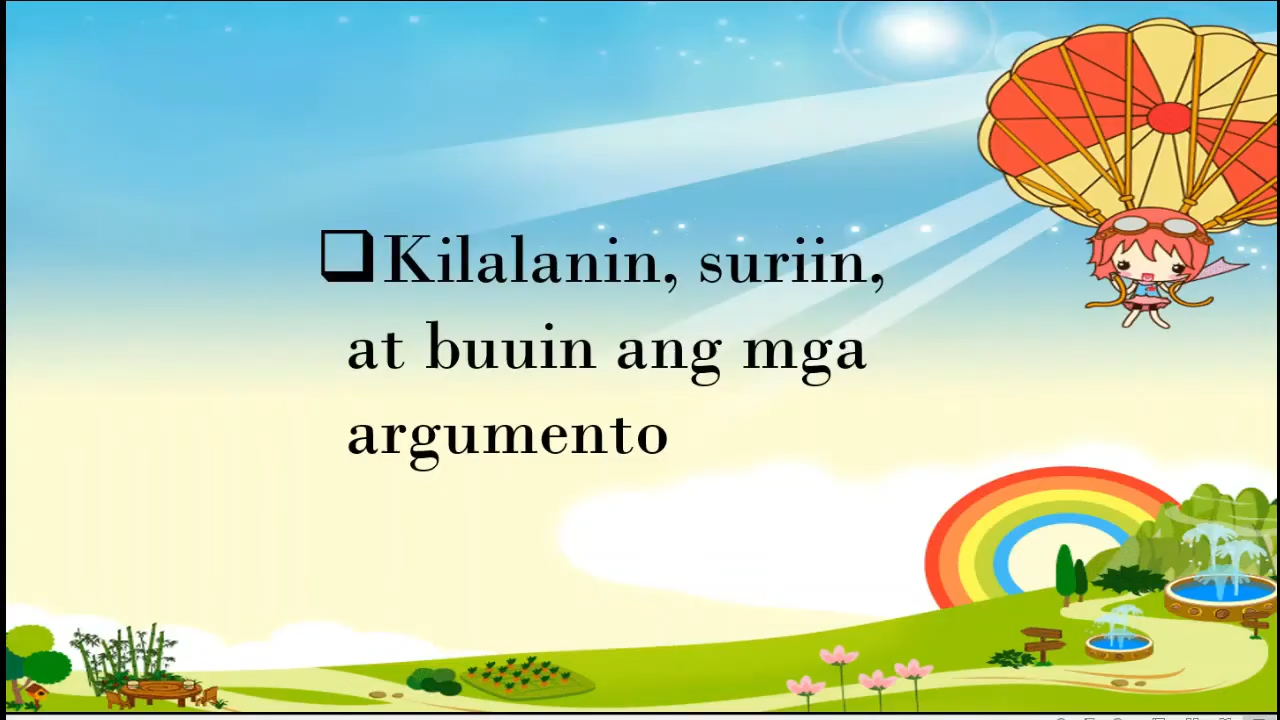 ❑Kilalanin, suriin,
at buuin ang mga
argumento